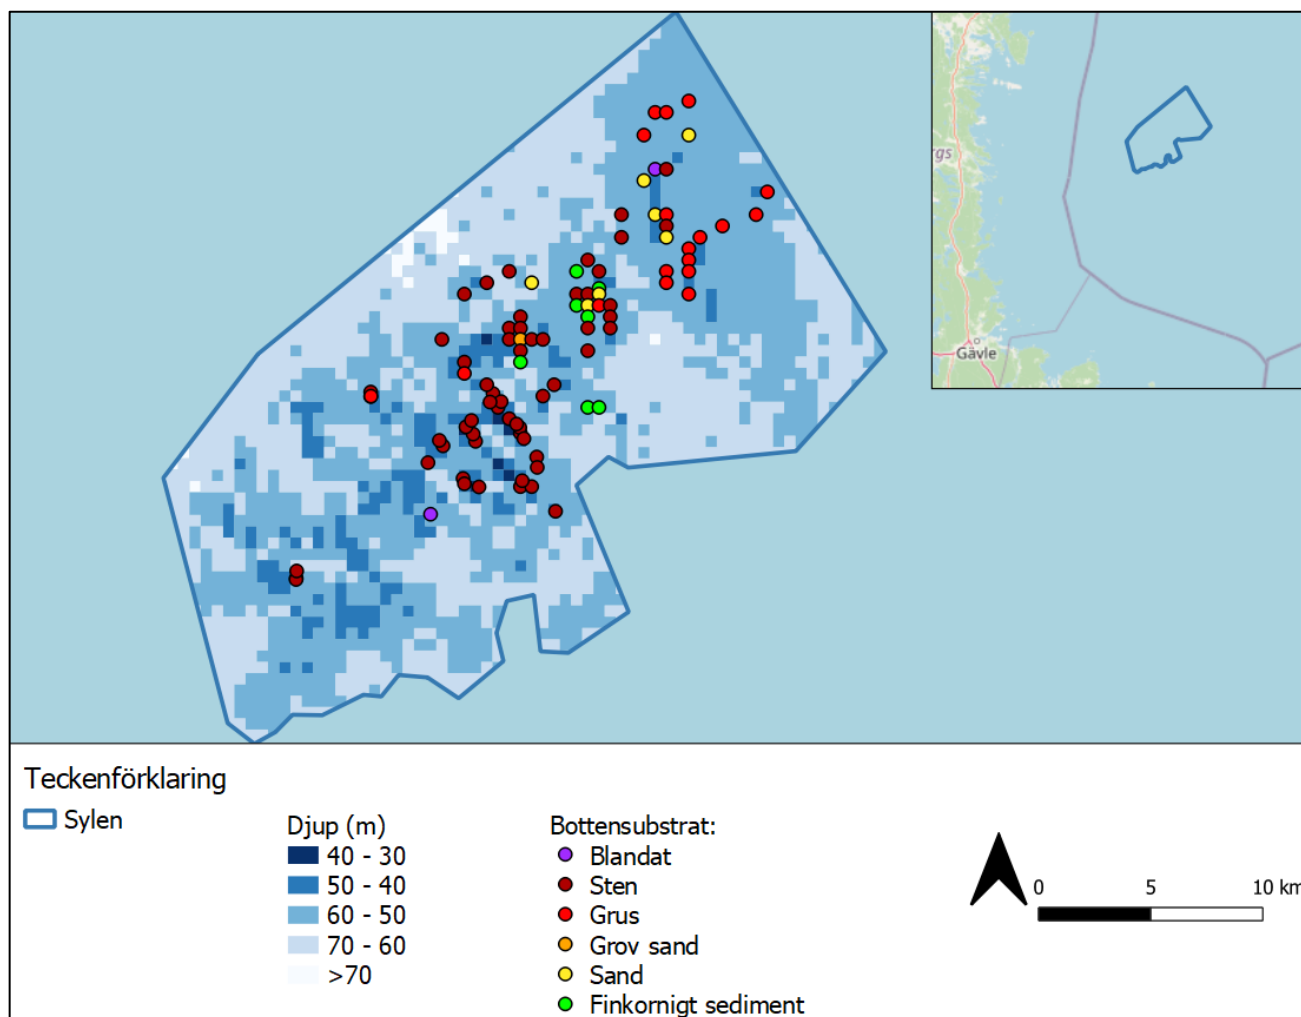 rgs
Gävle
Teckenförklaring
Sylen
Djup (m)
40 - 30
50 - 40
60 - 50
70 - 60
>70
Bottensubstrat:
Blandat
Sten
Grus
Grov sand
Sand
Finkornigt sediment
0 5 10 km